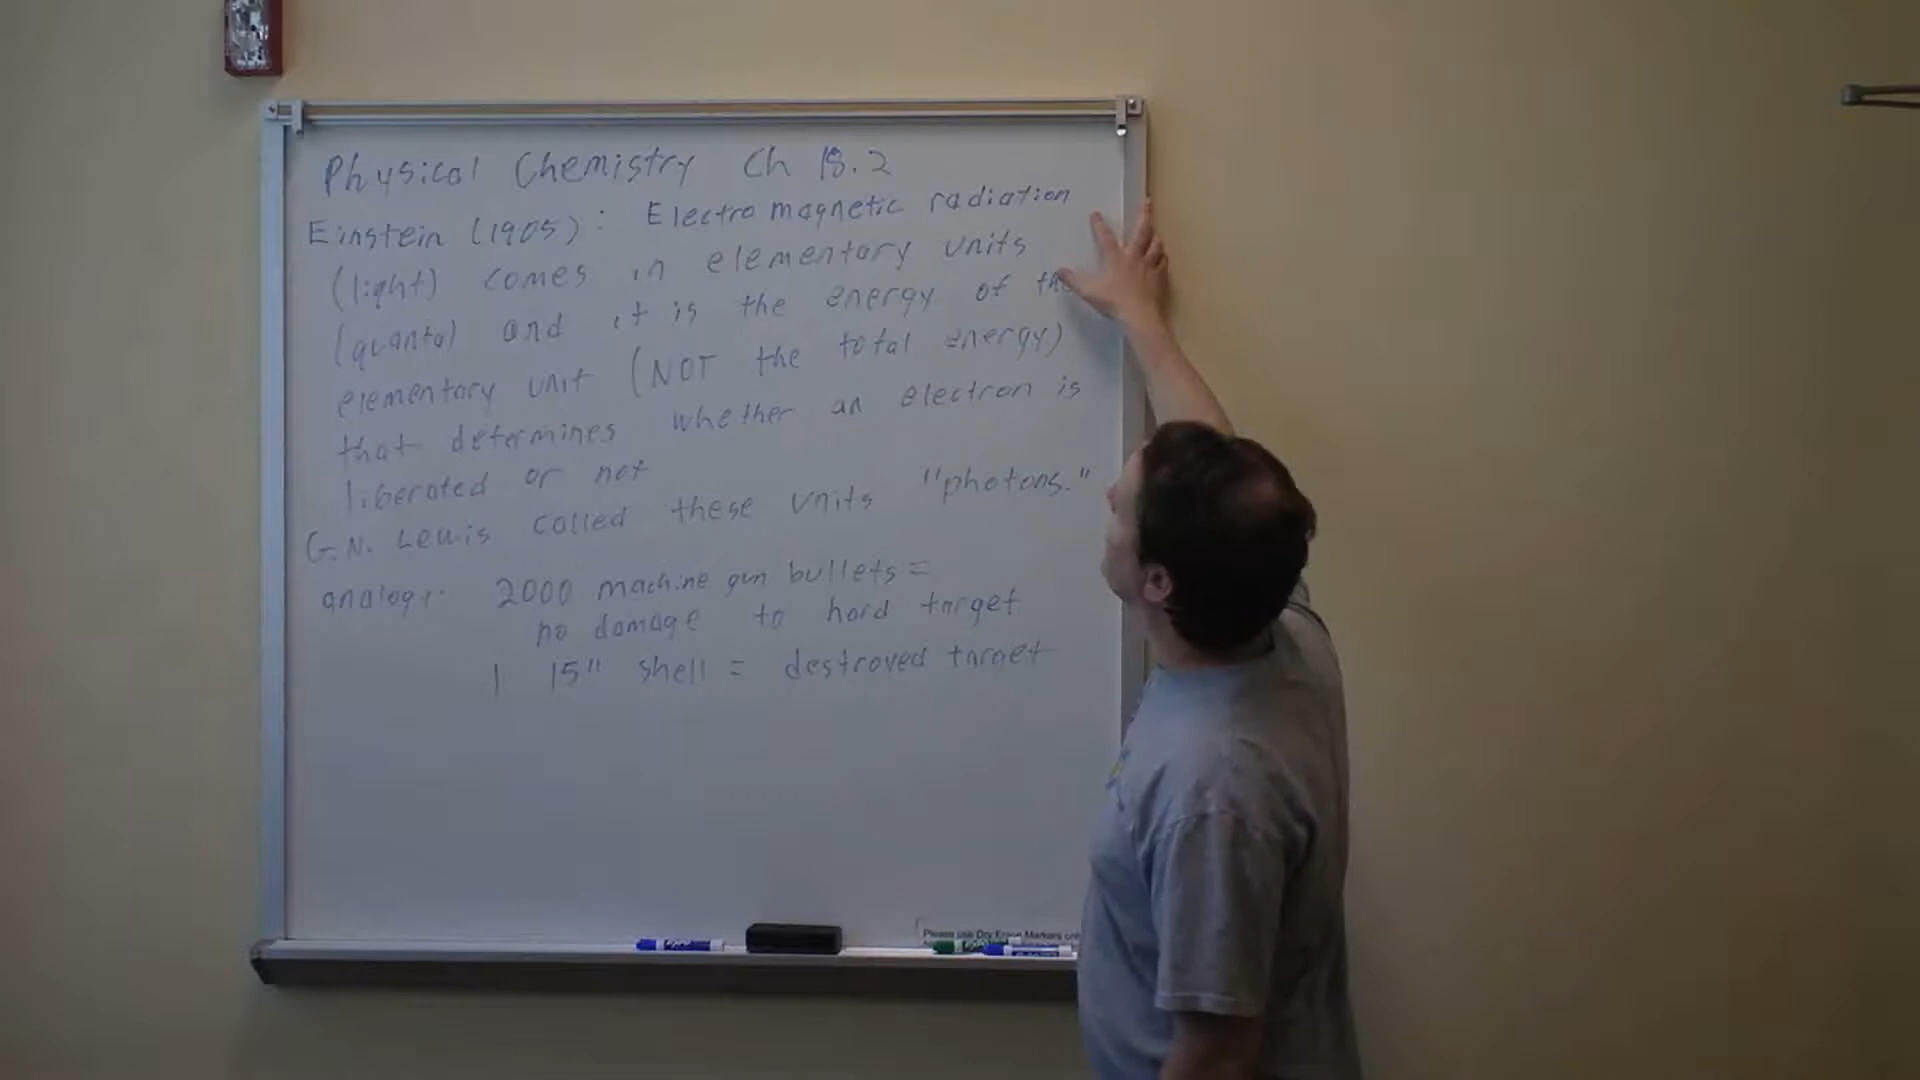 Physical Chemistry Ch 18.2
Einstein (1905): Electromagnetic radiation
(light) comes in elementary units
(quanta) and it is the energy of the
elementary unit (NOT the total energy)
that determines whether an electron is
liberated or not
G.N. Lewis called these units "photons."
analogy: 2000 machine gun bullets =
no damage to hard target
1 15" shell = destroyed target
Please use Dry Erase Markers only
EXPO